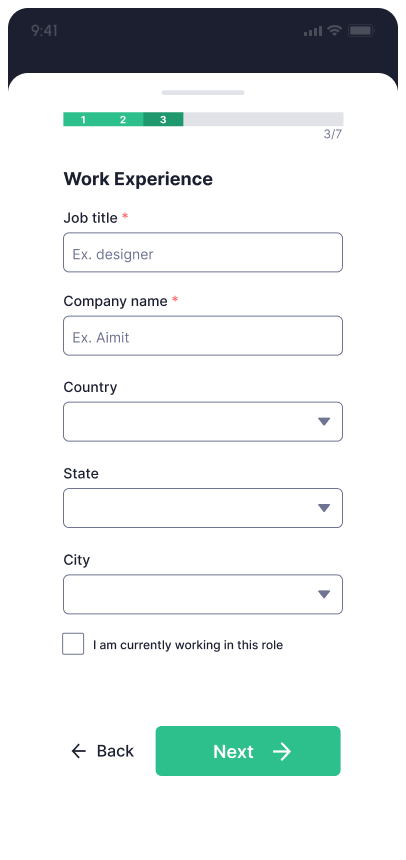 9:41
1 2 3
3/7
Work Experience
Job title *
Ex. designer
Company name *
Ex. Aimit
Country
State
City
I am currently working in this role
Back
Next